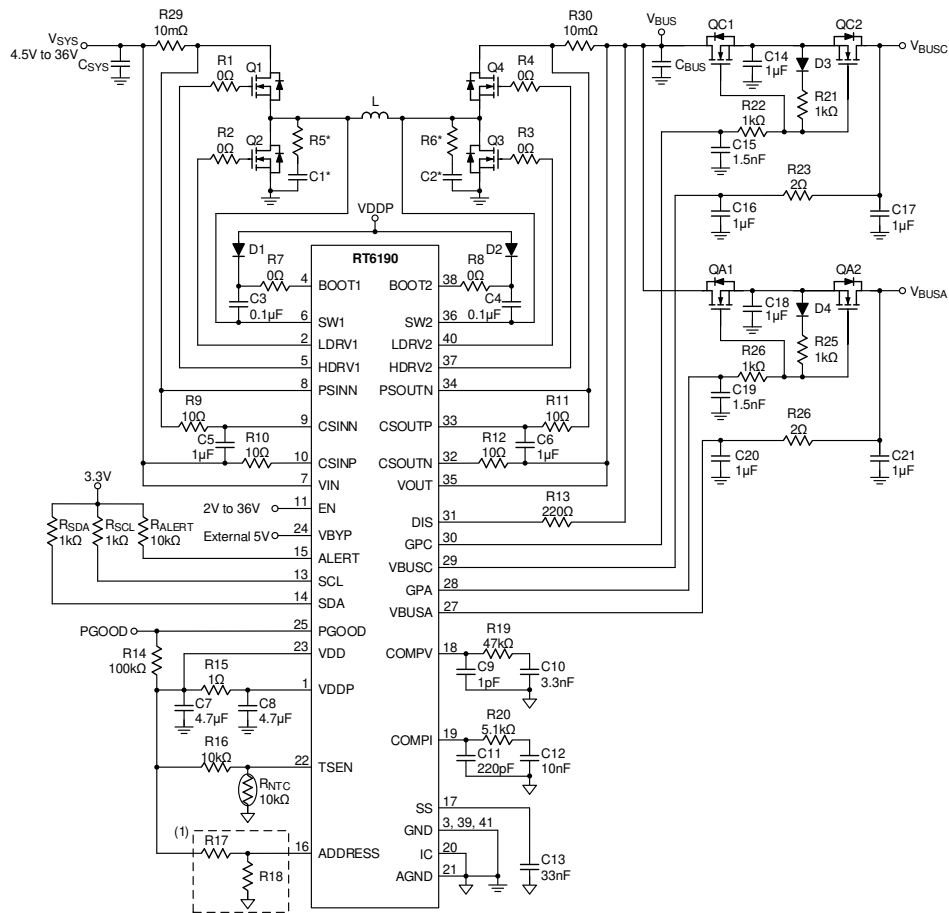 R29
10mΩ
VSYS
4.5V to 36V
CSYS
R1
0Ω
Q1
R2
0Ω
Q2
R5*
C1*
L
R30
10mΩ
Q4
R4
0Ω
R6*
C2*
Q3
R3
0Ω
VBUS
CBUS
QC1
QC2
VBUSC
C14
1µF
D3
R21
1kΩ
R22
1kΩ
C15
1.5nF
R23
2Ω
C16
1µF
C17
1µF
QA1
QA2
VBUSA
C18
1µF
D4
R25
1kΩ
R26
1kΩ
C19
1.5nF
R26
2Ω
C20
1µF
C21
1µF
VDDP
D1
D2
R7
0Ω
R8
0Ω
C3
0.1µF
C4
0.1µF
RT6190
4 BOOT1
6 SW1
2 LDRV1
5 HDRV1
8 PSINN
9 CSINN
10 CSINP
7 VIN
11 EN
24 VBYP
15 ALERT
13 SCL
14 SDA
25 PGOOD
23 VDD
1 VDDP
22 TSEN
16 ADDRESS
BOOT2 38
SW2 36
LDRV2 40
HDRV2 37
PSOUTN 34
CSOUTP 33
CSOUTN 32
VOUT 35
DIS 31
GPC 30
VBUSC 29
GPA 28
VBUSA 27
COMPV 18
COMPI 19
SS 17
GND 3, 39, 41
IC 20
AGND 21
R9
10Ω
C5
1µF
R10
10Ω
R11
10Ω
R12
10Ω
C6
1µF
R13
220Ω
3.3V
RSDA
1kΩ
RSCL
1kΩ
RALERT
10kΩ
2V to 36V
External 5V
PGOOD
R14
100kΩ
R15
1Ω
C7
4.7µF
C8
4.7µF
R16
10kΩ
RNTC
10kΩ
(1)
R17
R18
R19
47kΩ
C9
1pF
C10
3.3nF
R20
5.1kΩ
C11
220pF
C12
10nF
C13
33nF